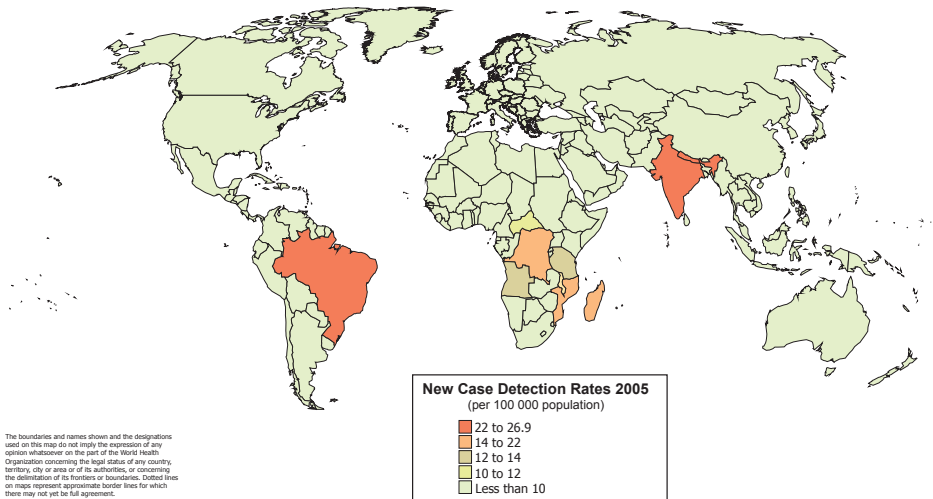 New Case Detection Rates 2005
(per 100 000 population)
22 to 26.9
14 to 22
12 to 14
10 to 12
Less than 10
The boundaries and names shown and the designations
used on this map do not imply the expression of any
opinion whatsoever on the part of the World Health
Organization concerning the legal status of any country,
territory, city or area or of its authorities, or concerning
the delimitation of its frontiers or boundaries. Dotted lines
on maps represent approximate border lines for which
there may not yet be full agreement.